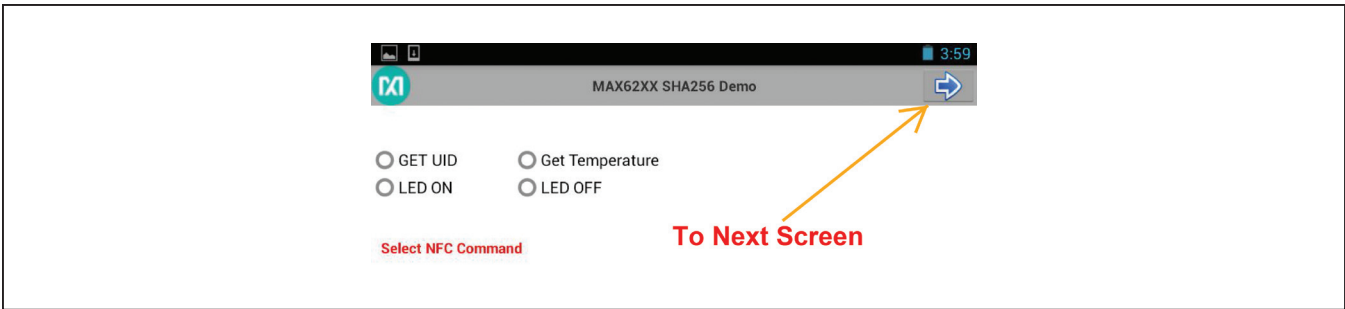 3:59
MAX62XX SHA256 Demo
GET UID Get Temperature
LED ON LED OFF
Select NFC Command
To Next Screen